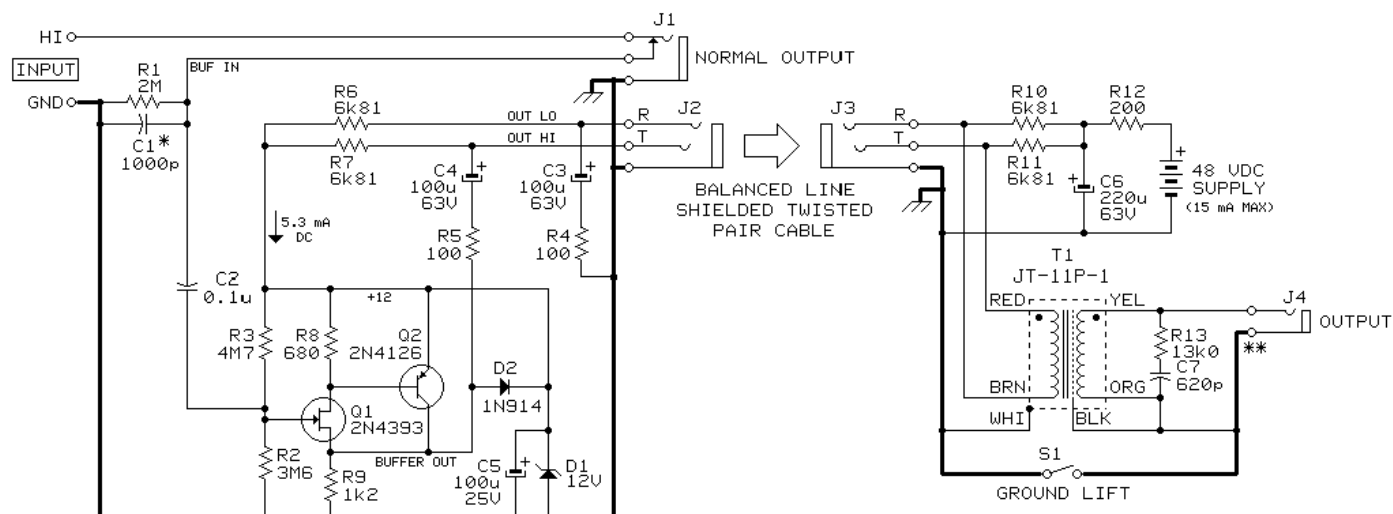 HI
INPUT
GND
R1
2M
C1*
1000p
BUF IN
J1
NORMAL OUTPUT
R6
6k81
R7
6k81
OUT LO
OUT HI
R
T
J2
C4
100u
63V
C3
100u
63V
R5
100
R4
100
5.3 mA
DC
C2
0.1u
+12
R3
4M7
R8
680
Q2
2N4126
D2
1N914
Q1
2N4393
BUFFER OUT
R2
3M6
R9
1k2
C5
100u
25V
D1
12V
BALANCED LINE
SHIELDED TWISTED
PAIR CABLE
J3
R
T
R10
6k81
R11
6k81
R12
200
C6
220u
63V
48 VDC
SUPPLY
(15 mA MAX)
T1
JT-11P-1
RED
YEL
BRN
ORG
WHI
BLK
R13
13k0
C7
620p
J4
OUTPUT
**
S1
GROUND LIFT
+
+
+
+
+